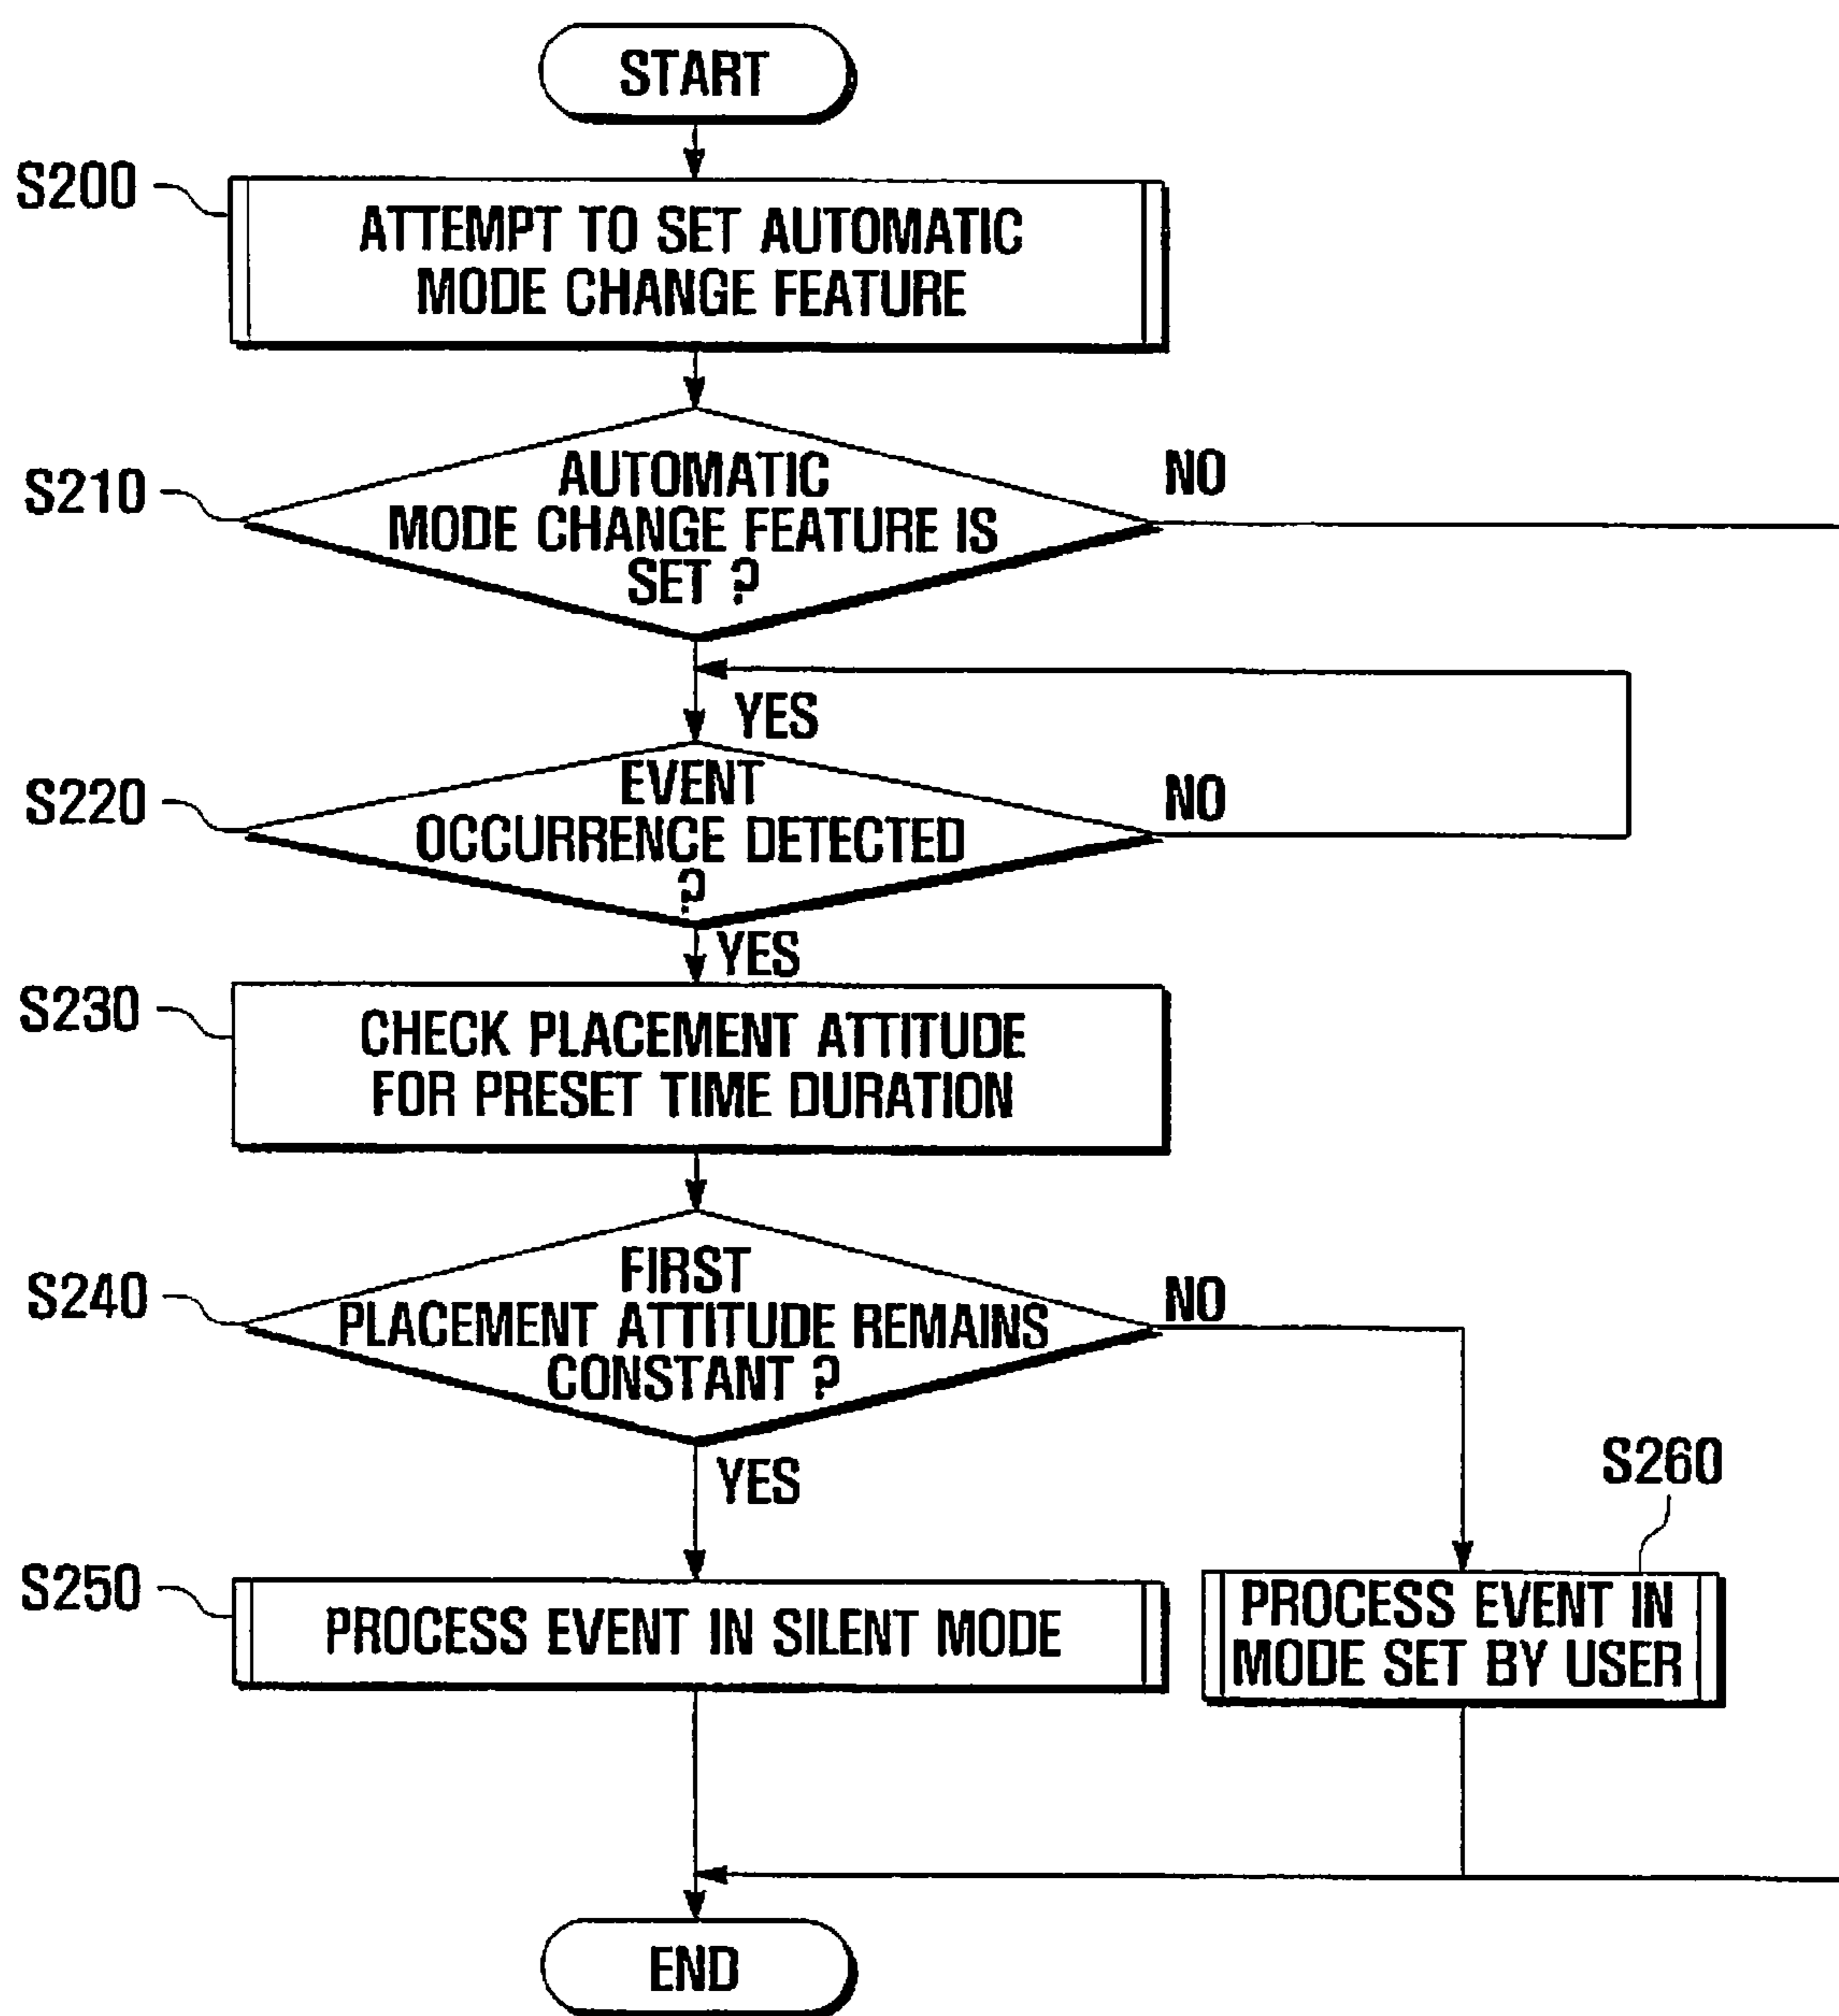 START
S200
ATTEMPT TO SET AUTOMATIC
MODE CHANGE FEATURE
S210
AUTOMATIC
MODE CHANGE FEATURE IS
SET ?
NO
YES
S220
EVENT
OCCURRENCE DETECTED
?
NO
YES
S230
CHECK PLACEMENT ATTITUDE
FOR PRESET TIME DURATION
S240
FIRST
PLACEMENT ATTITUDE REMAINS
CONSTANT ?
NO
YES
S260
S250
PROCESS EVENT IN SILENT MODE
PROCESS EVENT IN
MODE SET BY USER
END